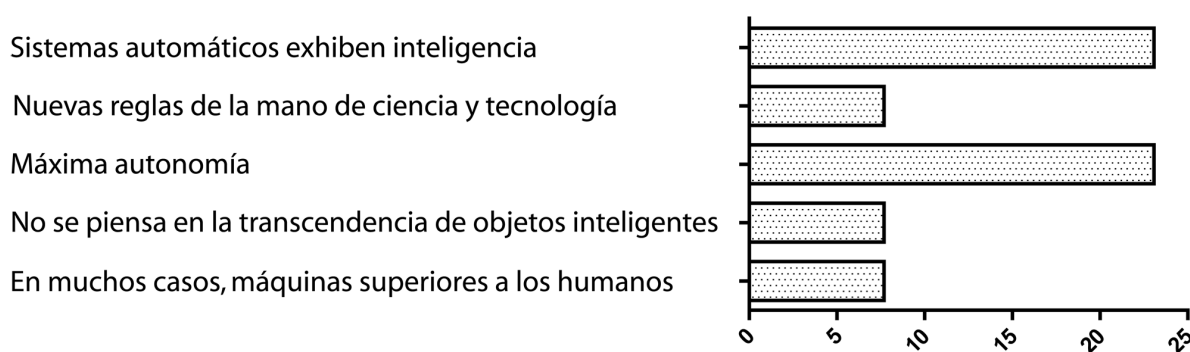 Sistemas automáticos exhiben inteligencia
Nuevas reglas de la mano de ciencia y tecnología
Máxima autonomía
No se piensa en la transcendencia de objetos inteligentes
En muchos casos, máquinas superiores a los humanos
0 5 10 15 20 25